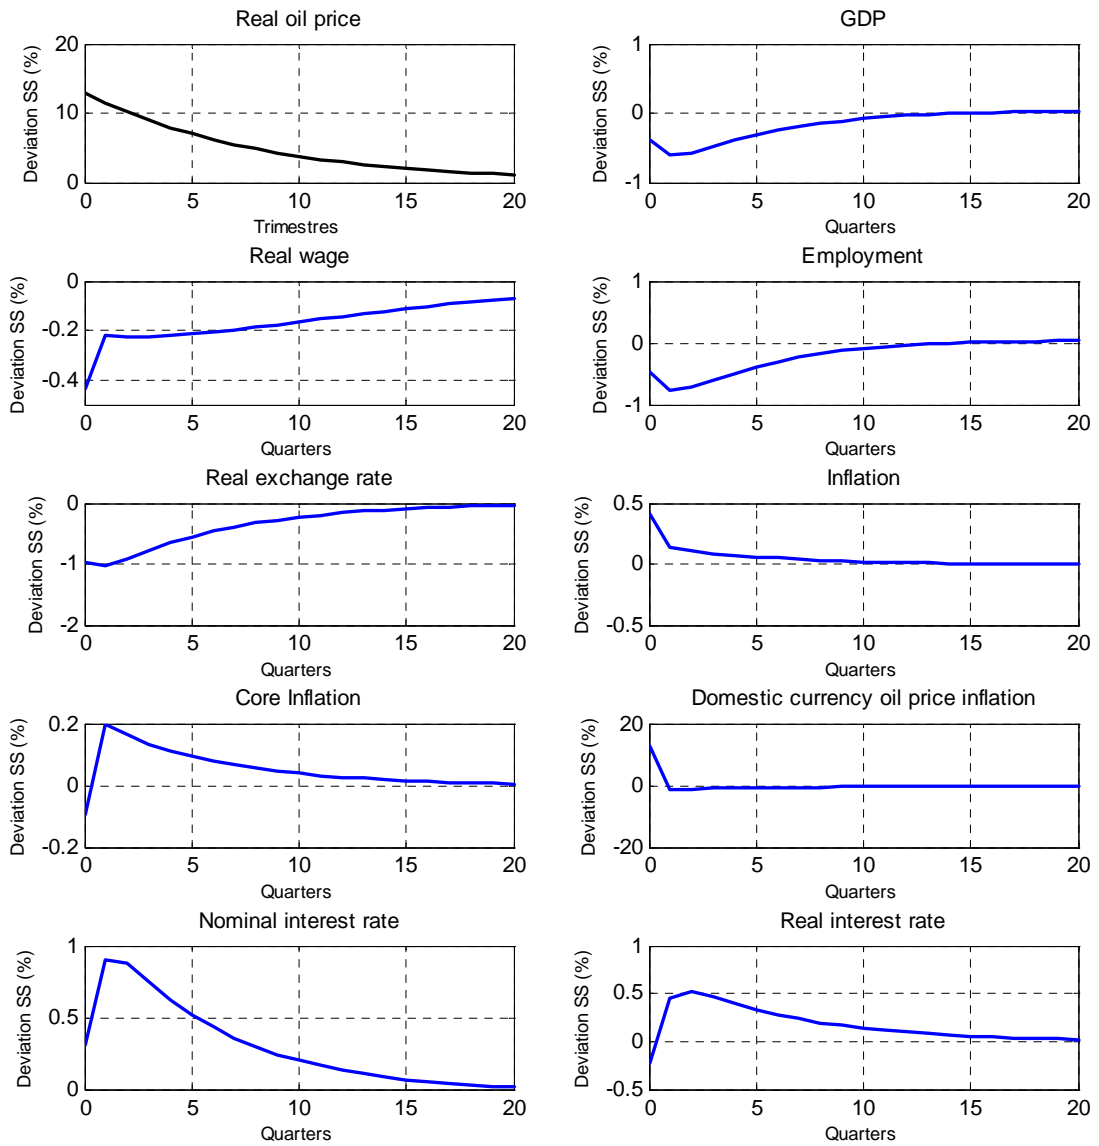 Real oil price
Deviation SS (%)
20
10
0
0 5 10 15 20
Trimestres
GDP
Deviation SS (%)
1
0
-1
0 5 10 15 20
Quarters
Real wage
Deviation SS (%)
0
-0.2
-0.4
0 5 10 15 20
Quarters
Employment
Deviation SS (%)
1
0
-1
0 5 10 15 20
Quarters
Real exchange rate
Deviation SS (%)
0
-1
-2
0 5 10 15 20
Quarters
Inflation
Deviation SS (%)
0.5
0
-0.5
0 5 10 15 20
Quarters
Core Inflation
Deviation SS (%)
0.2
0
-0.2
0 5 10 15 20
Quarters
Domestic currency oil price inflation
Deviation SS (%)
20
0
-20
0 5 10 15 20
Quarters
Nominal interest rate
Deviation SS (%)
1
0.5
0
0 5 10 15 20
Quarters
Real interest rate
Deviation SS (%)
1
0.5
0
-0.5
0 5 10 15 20
Quarters